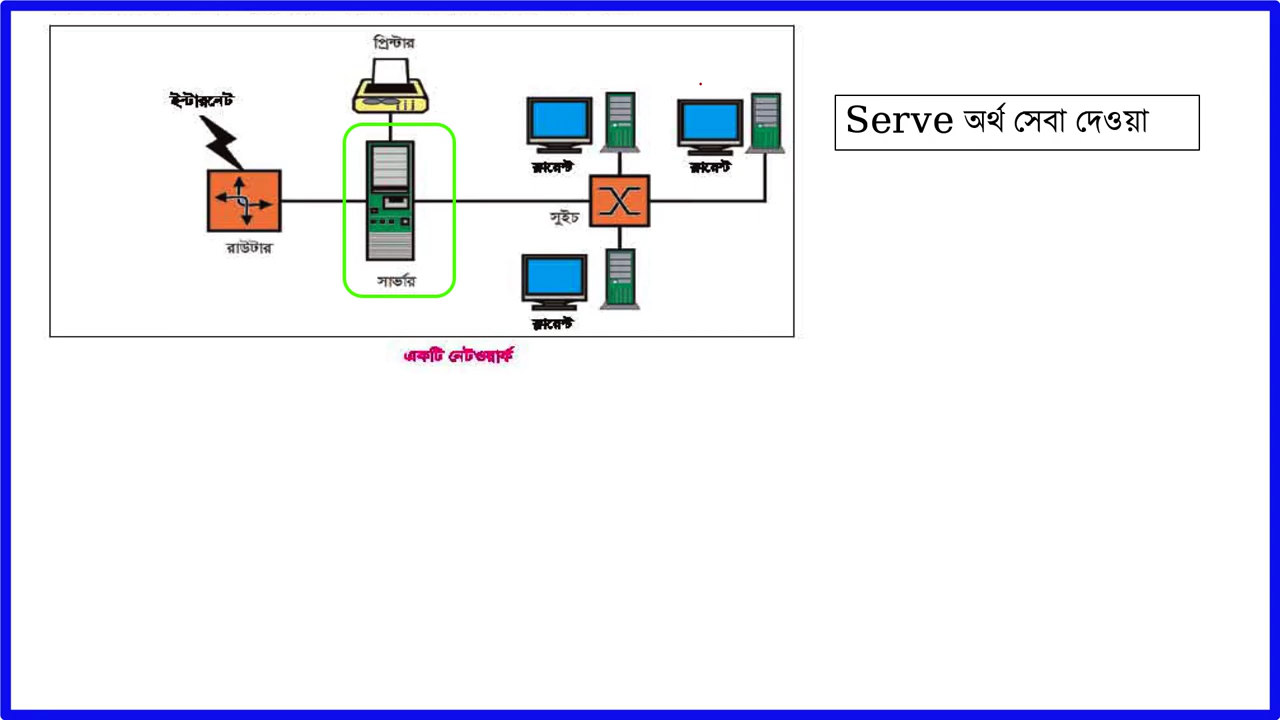 প্রিন্টার
ইন্টারনেট
Serve অর্থ সেবা দেওয়া
ক্লায়েন্ট
ক্লায়েন্ট
সুইচ
রাউটার
সার্ভার
ক্লায়েন্ট
একটি নেটওয়ার্ক